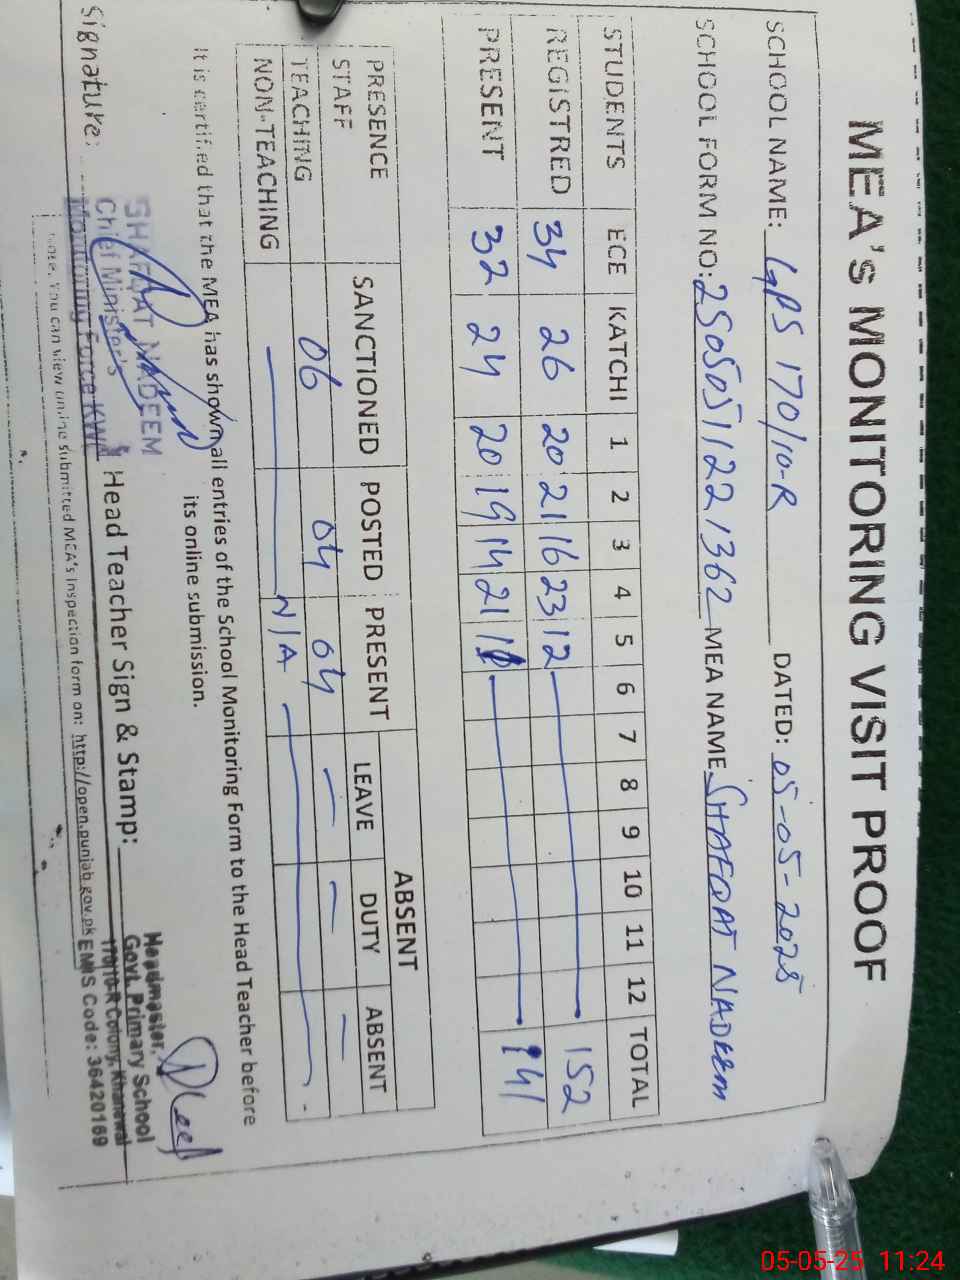 MEA's MONITORING VISIT PROOF
SCHOOL NAME: GPS 170/10-R DATED: 05-05-2025
SCHOOL FORM NO: 25050511221362 MEA NAME SHAFQAT NADEEM
STUDENTS ECE KATCHI 1 2 3 4 5 6 7 8 9 10 11 12 TOTAL
REGISTRED 34 26 20 21 16 23 12 152
PRESENT 32 24 20 19 14 21 141
PRESENCE SANCTIONED POSTED PRESENT ABSENT
STAFF LEAVE DUTY ABSENT
TEACHING 06 04 04 — — —
NON-TEACHING N/A
It is certified that the MEA has shown all entries of the School Monitoring Form to the Head Teacher before
its online submission.
SHAFQAT NADEEM
Chief Minister's
Monitoring Force KWL
Signature: Head Teacher Sign & Stamp:
Headmaster,
Govt. Primary School
170/10-R Colony, Khanewal
EMIS Code: 36420169
Note: You can view online submitted MEA's inspection form on: http://open.punjab.gov.pk
05-05-25 11:24